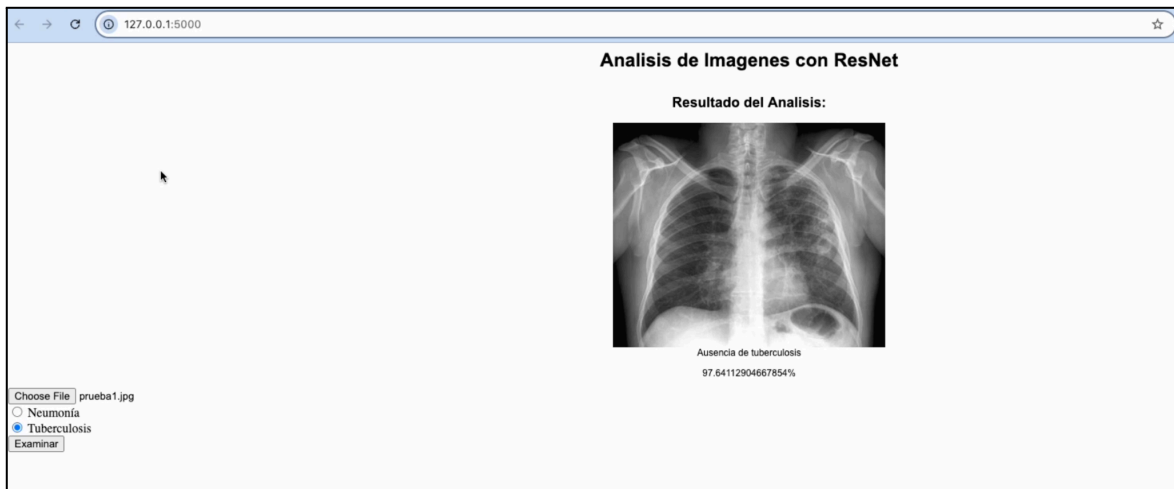 127.0.0.1:5000
Analisis de Imagenes con ResNet
Resultado del Analisis:
Ausencia de tuberculosis
97.64112904667854%
Choose File prueba1.jpg
Neumonía
Tuberculosis
Examinar